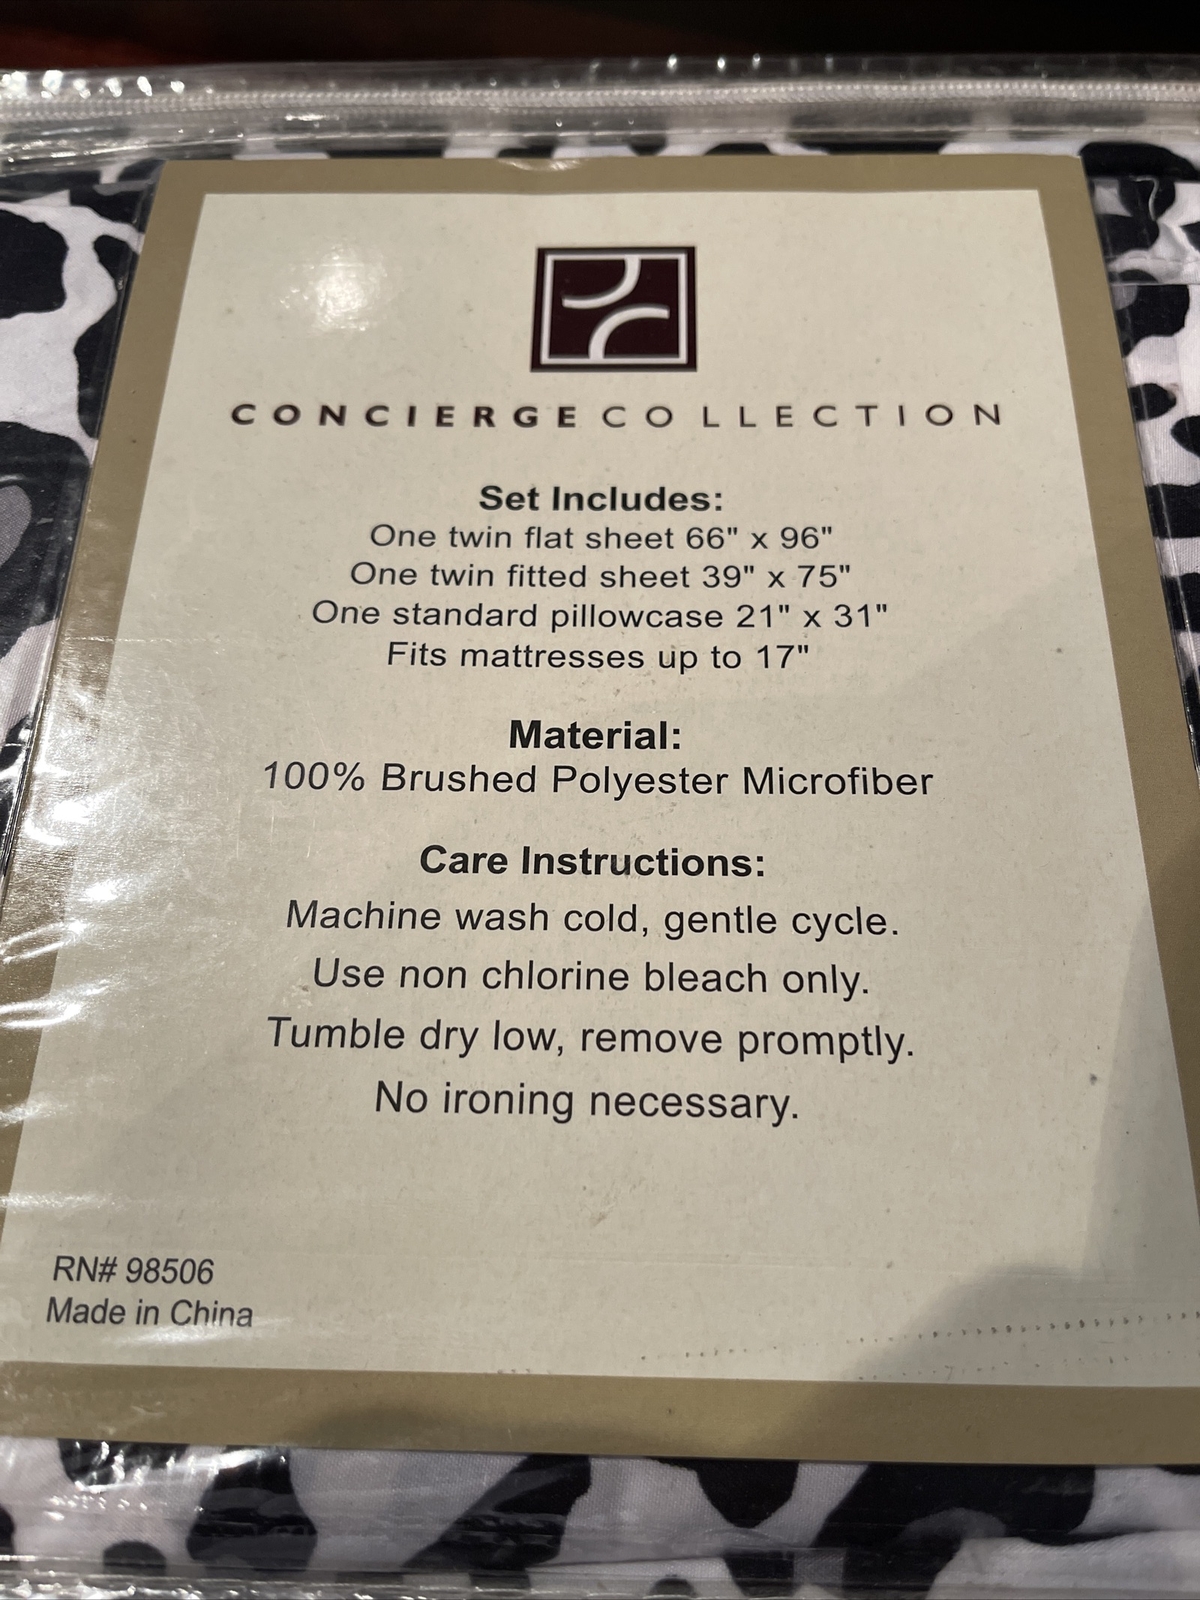 CONCIERGE COLLECTION
Set Includes:
One twin flat sheet 66" x 96"
One twin fitted sheet 39" x 75"
One standard pillowcase 21" x 31"
Fits mattresses up to 17"
Material:
100% Brushed Polyester Microfiber
Care Instructions:
Machine wash cold, gentle cycle.
Use non chlorine bleach only.
Tumble dry low, remove promptly.
No ironing necessary.
RN# 98506
Made in China